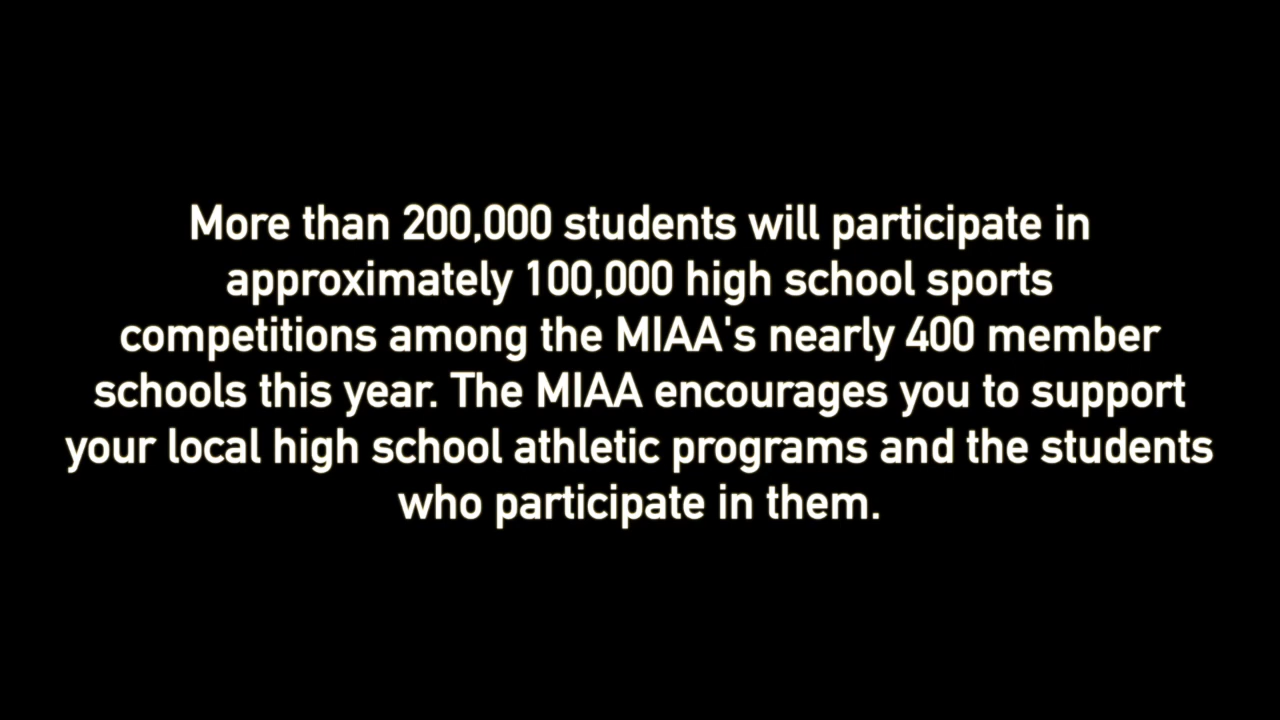 More than 200,000 students will participate in
approximately 100,000 high school sports
competitions among the MIAA's nearly 400 member
schools this year. The MIAA encourages you to support
your local high school athletic programs and the students
who participate in them.